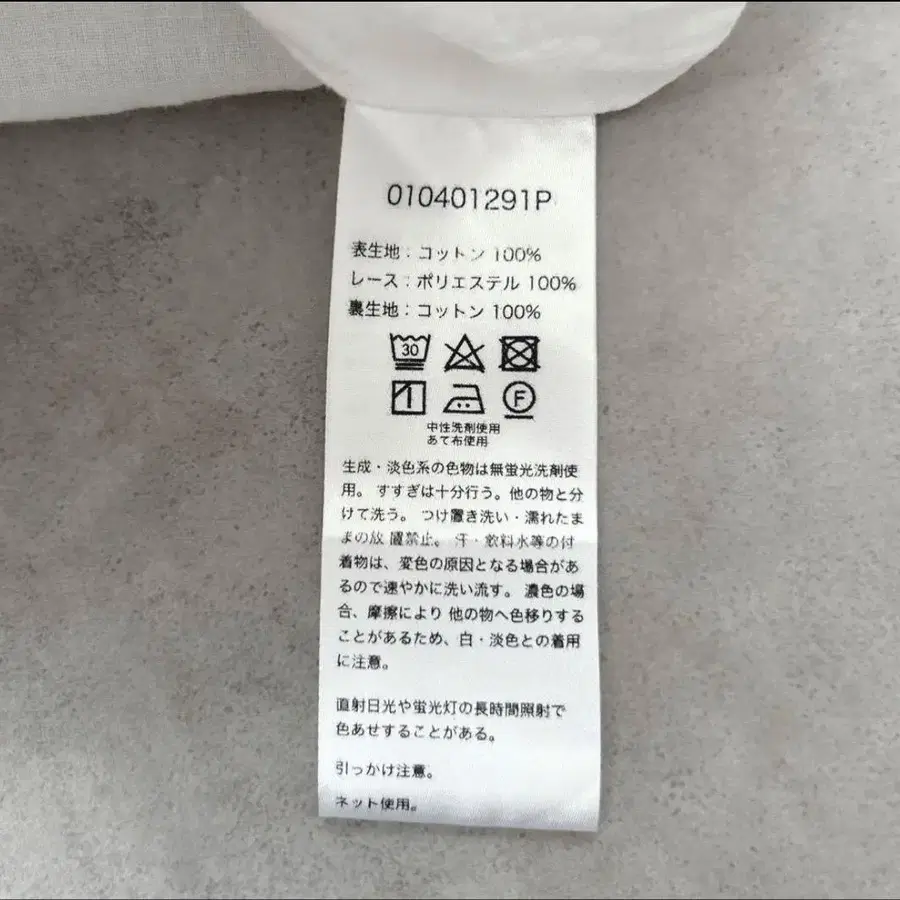 010401291P
表生地：コットン 100%
レース：ポリエステル 100%
裏生地：コットン 100%
30
F
中性洗剤使用
あて布使用
生成・淡色系の色物は無蛍光洗剤使
用。 すすぎは十分行う。他の物と分
けて洗う。 つけ置き洗い・濡れたま
まの放 置禁止。 汗・飲料水等の付
着物は、変色の原因となる場合があ
るので速やかに洗い流す。 濃色の場
合、摩擦により 他の物へ色移りする
ことがあるため、白・淡色との着用
に注意。
直射日光や蛍光灯の長時間照射で
色あせすることがある。
引っかけ注意。
ネット使用。